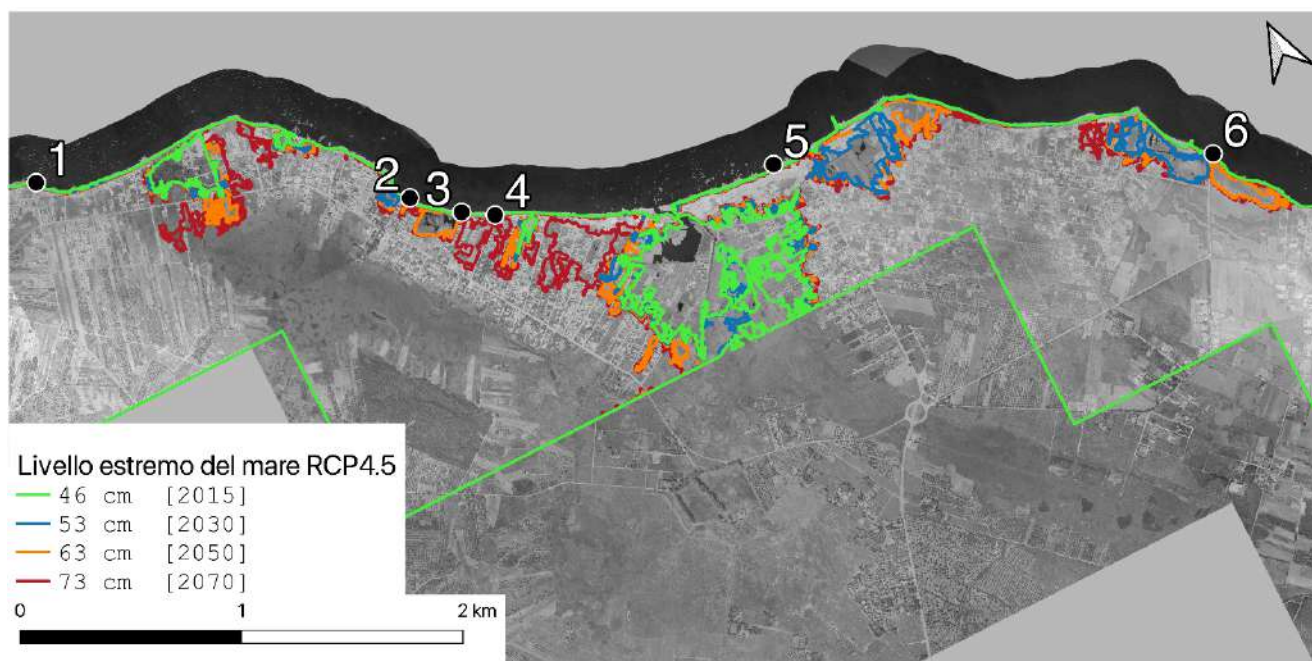 1
2
3
4
5
6
Livello estremo del mare RCP4.5
46 cm [2015]
53 cm [2030]
63 cm [2050]
73 cm [2070]
0 1 2 km